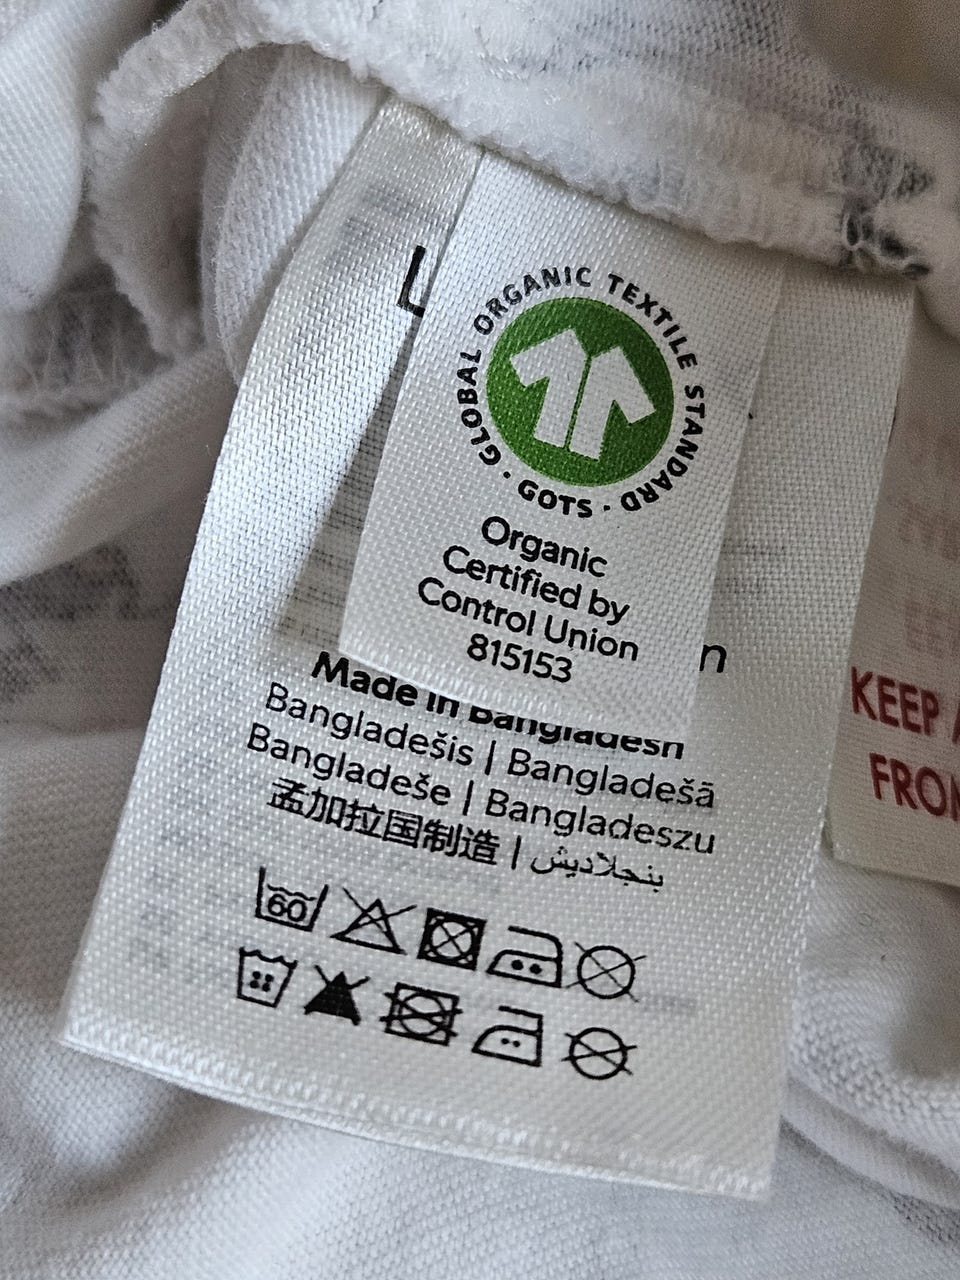 L
GLOBAL ORGANIC TEXTILE STANDARD · GOTS ·
Organic
Certified by
Control Union
815153
n
Made in Bangladesh
Bangladešis | Bangladešā
Bangladeše | Bangladeszu
孟加拉国制造 | بنجلاديش
60
KEEP
FROM